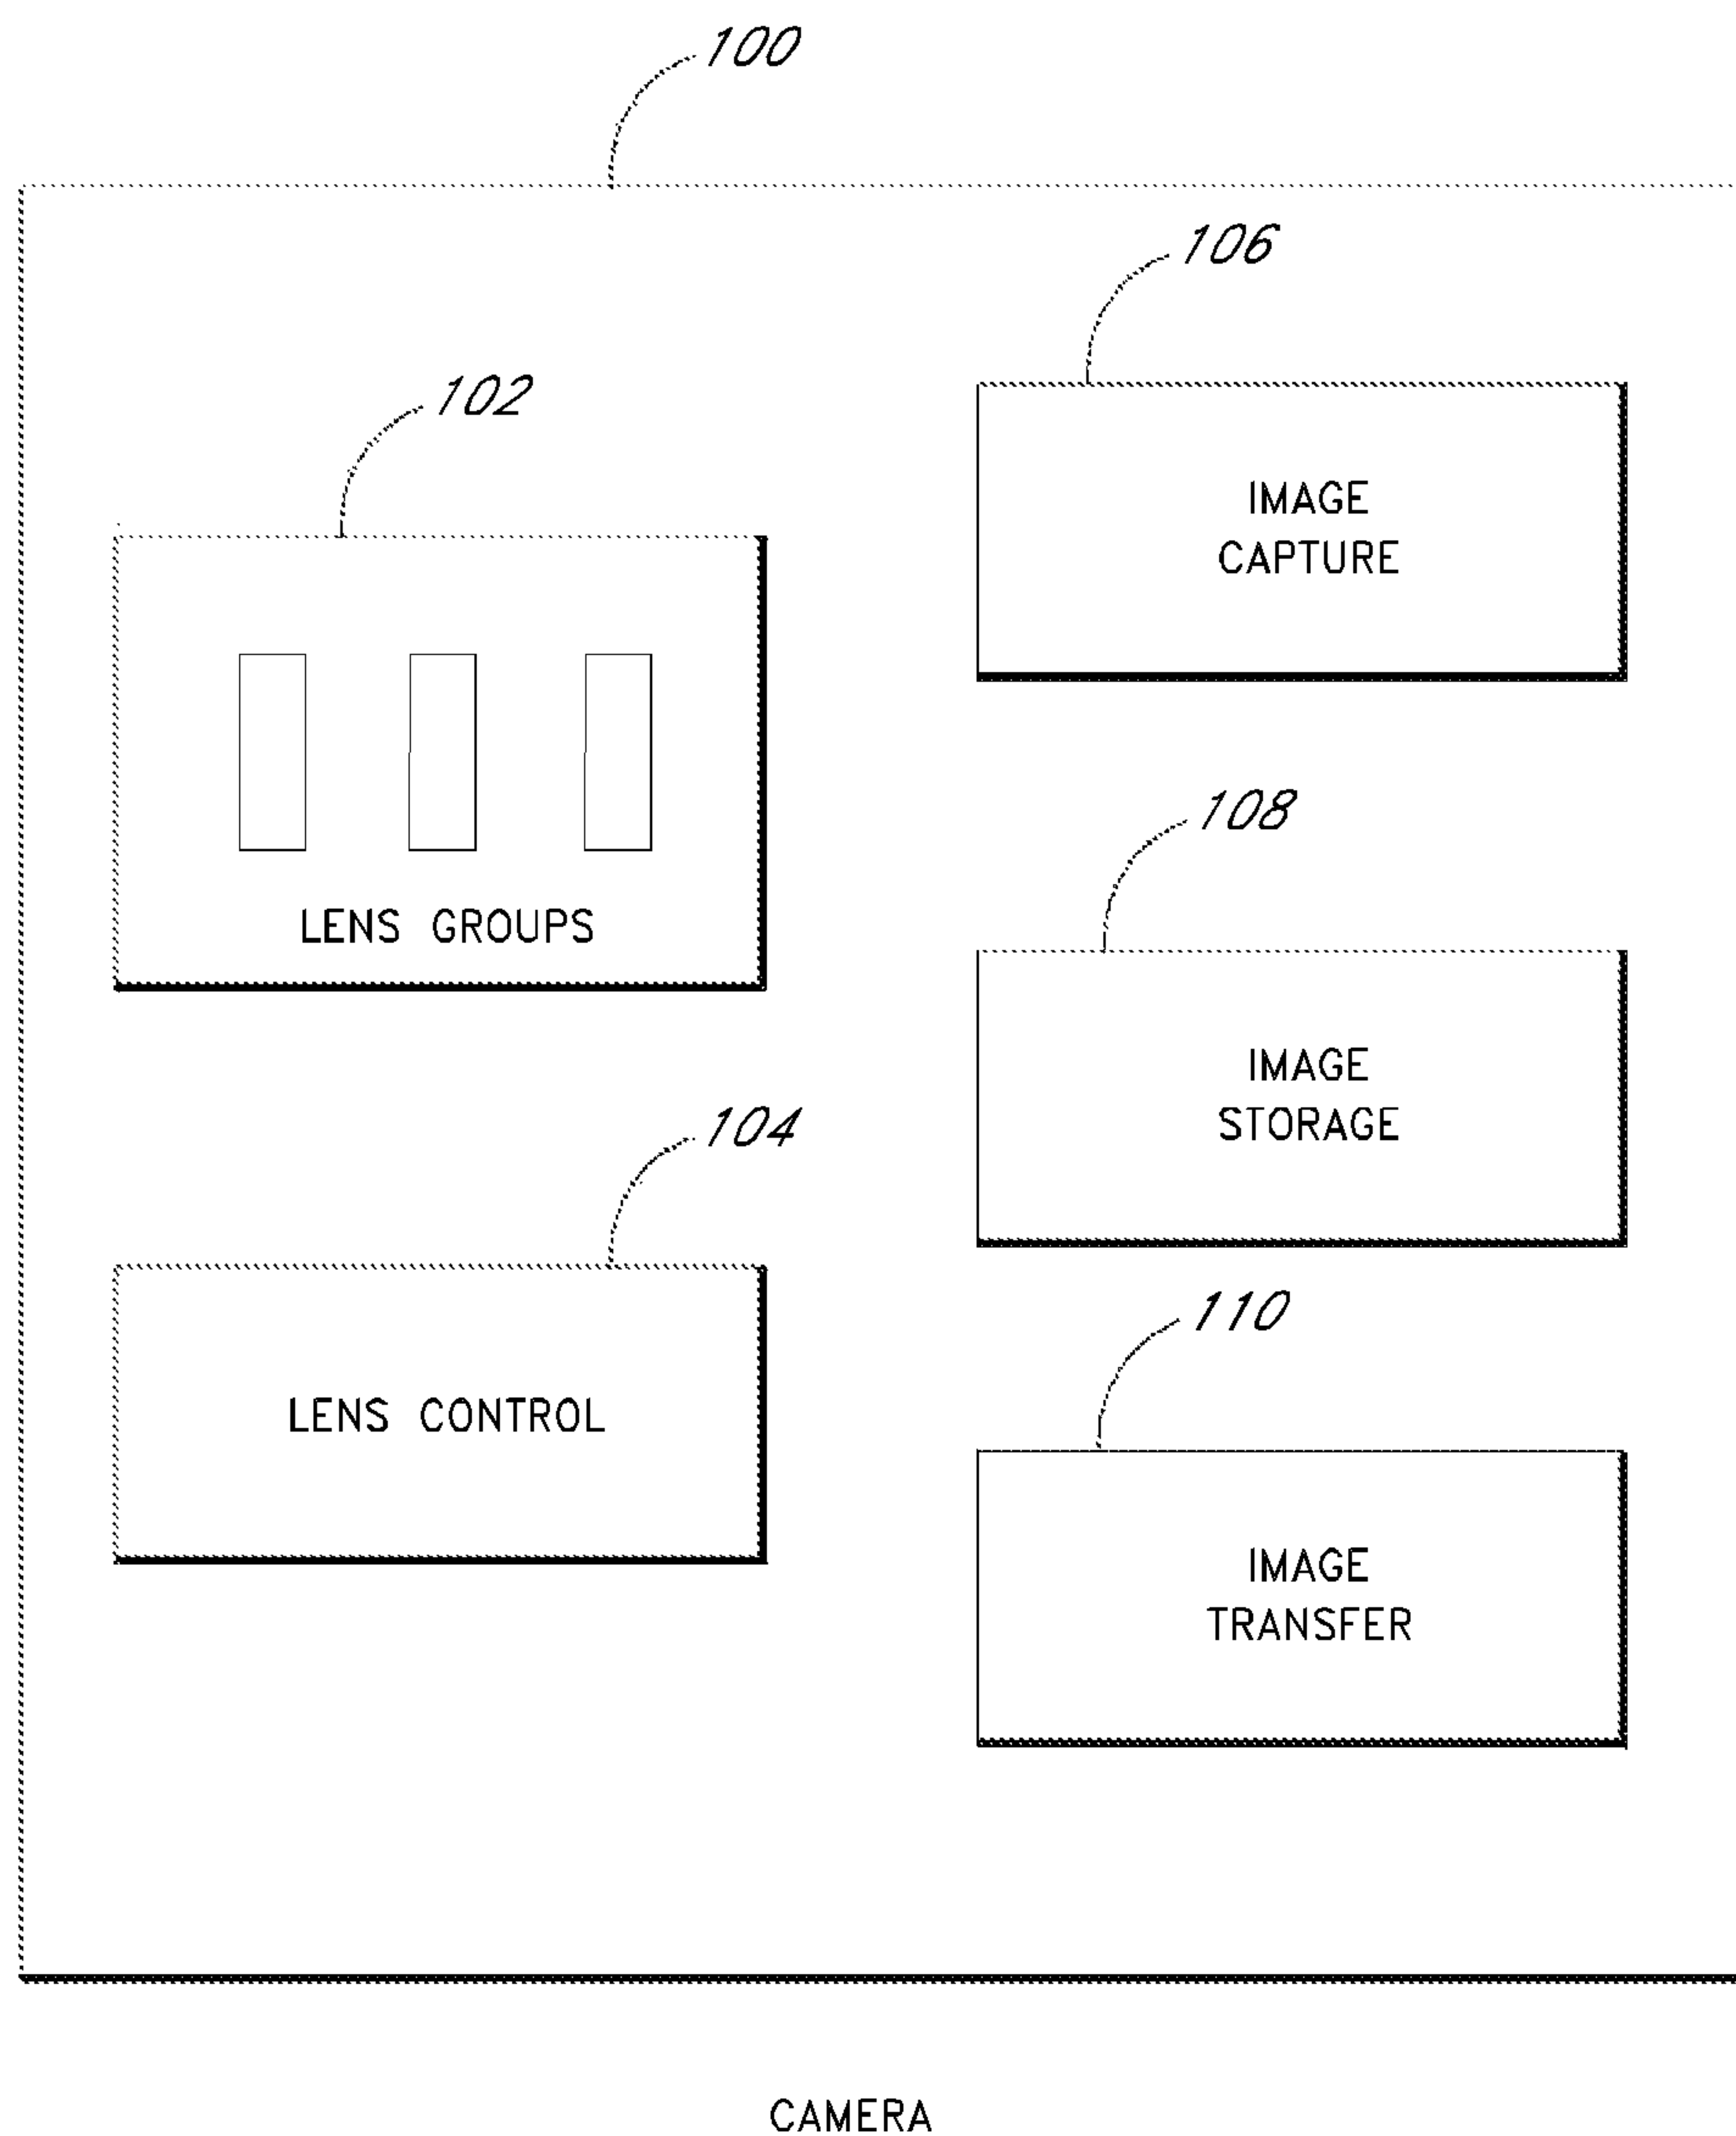 100
102
LENS GROUPS
104
LENS CONTROL
106
IMAGE
CAPTURE
108
IMAGE
STORAGE
110
IMAGE
TRANSFER
CAMERA